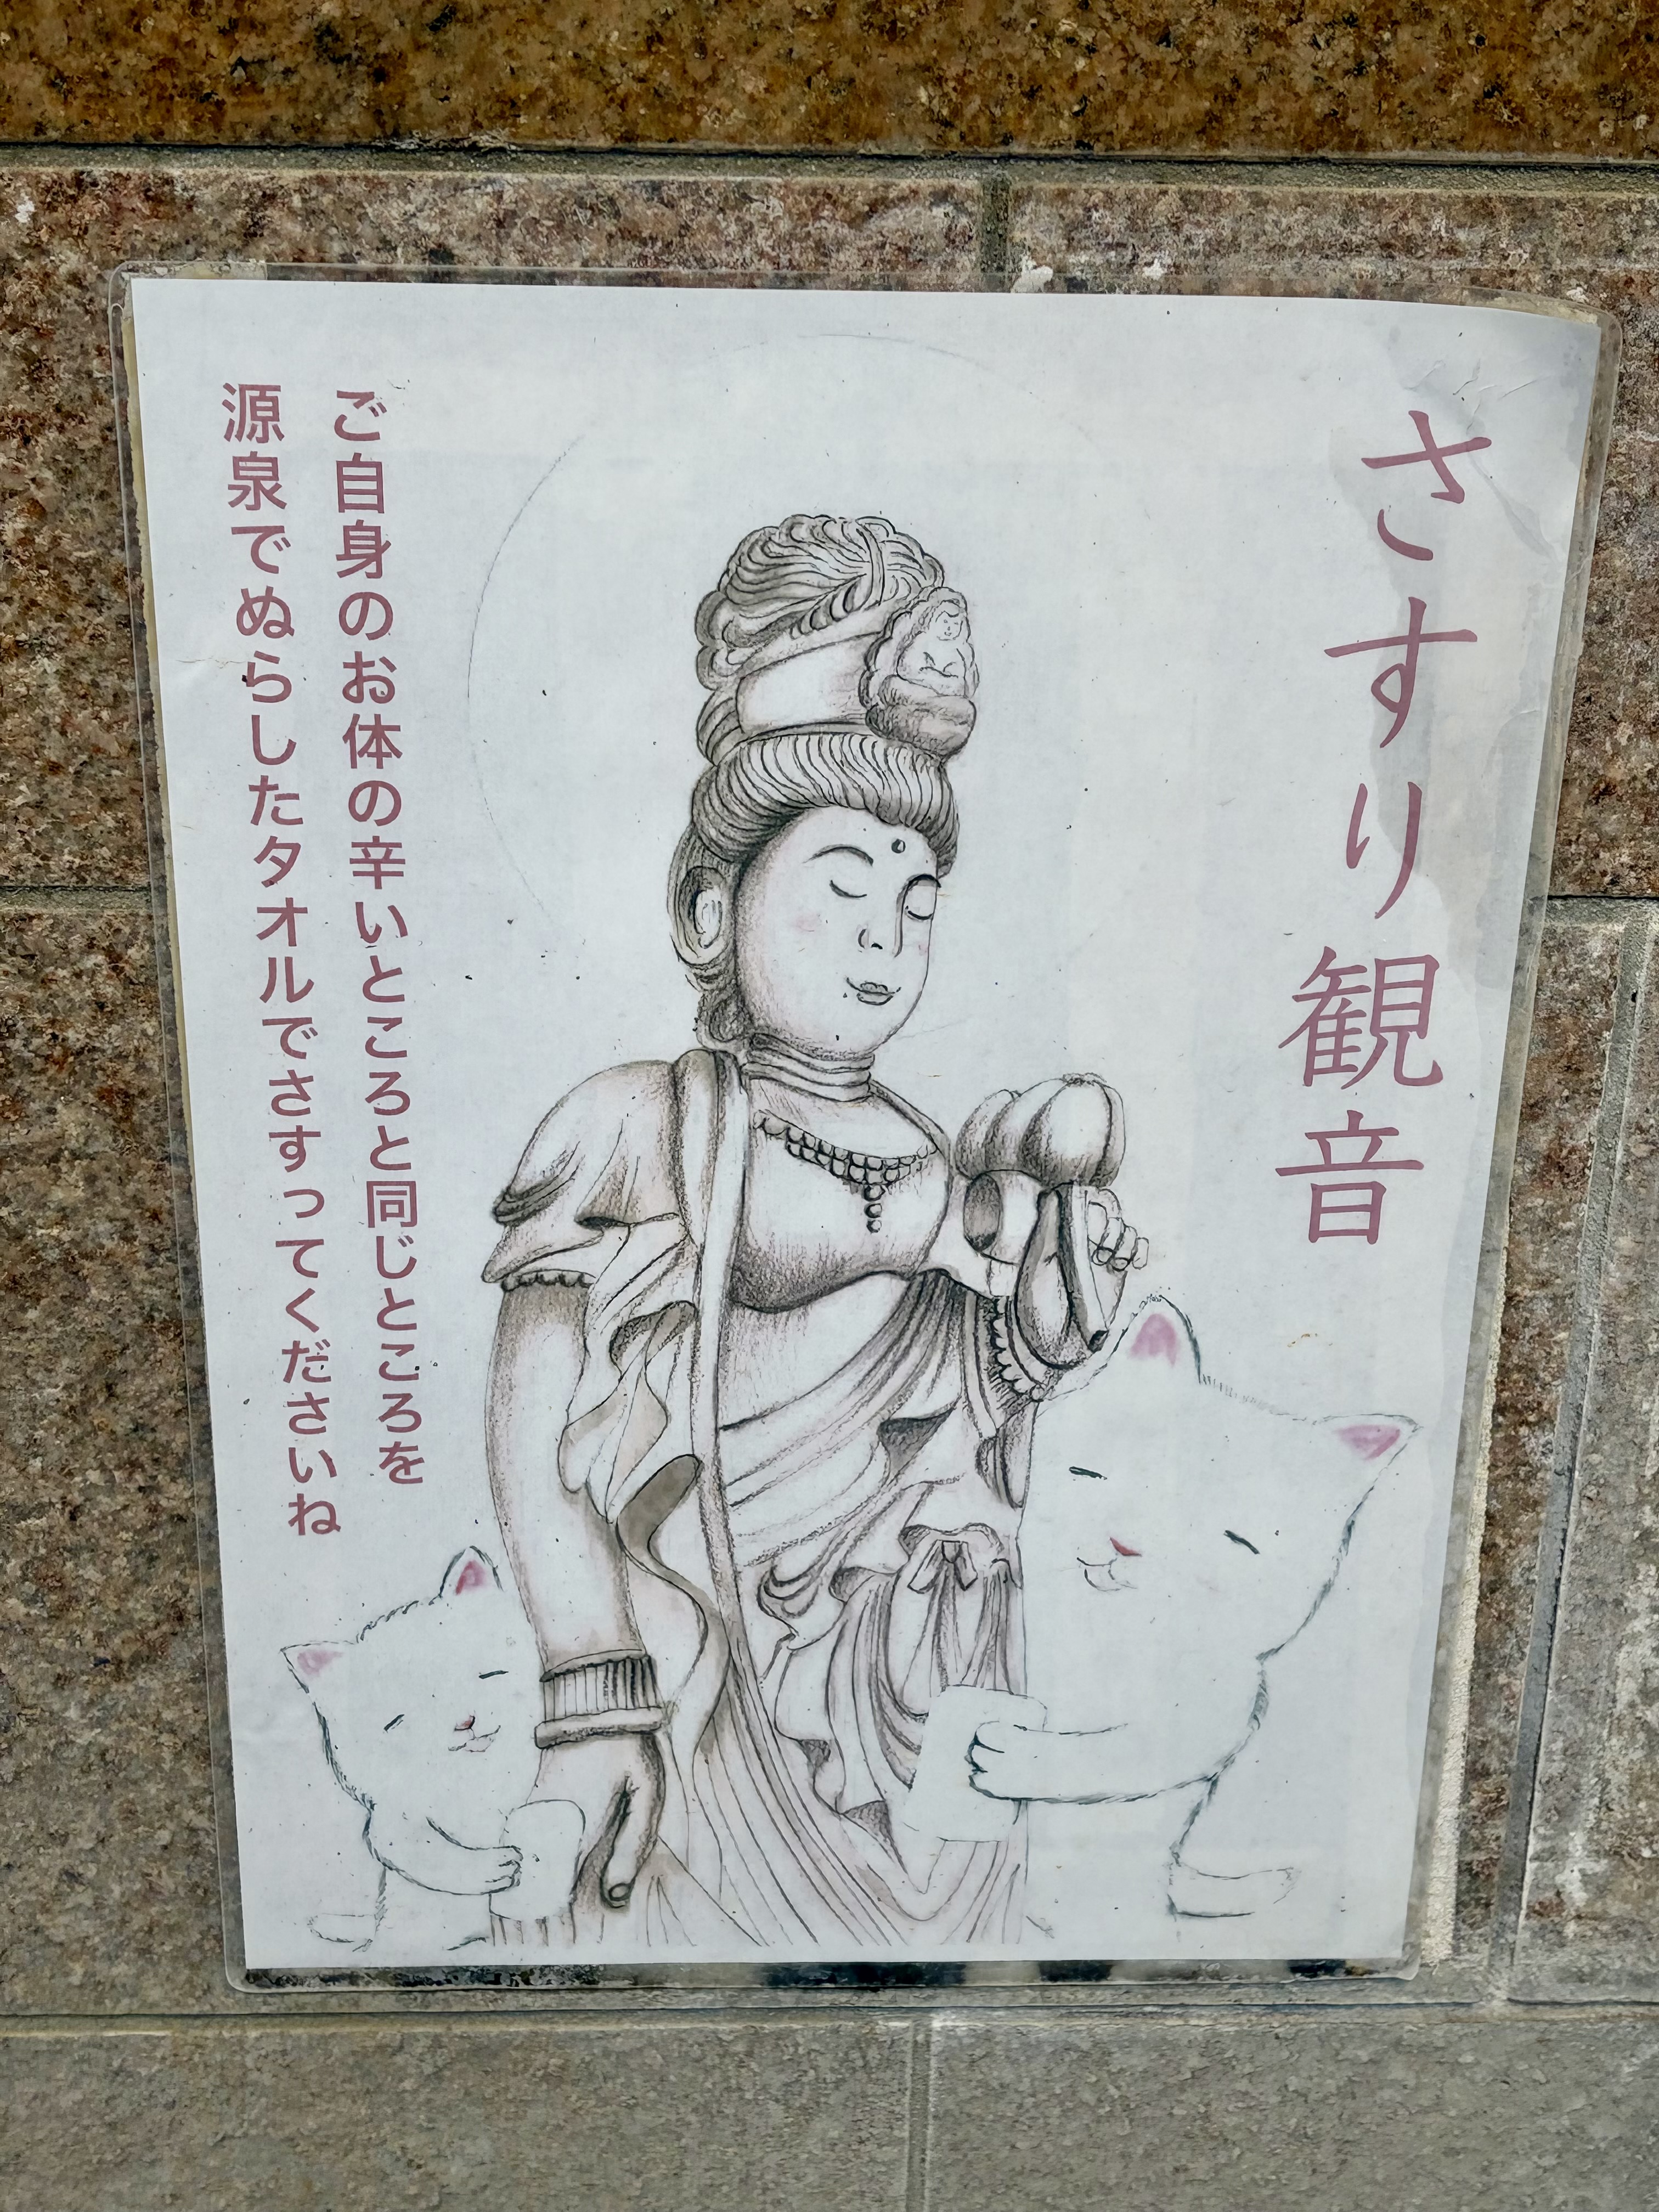 さすり観音
ご自身のお体の辛いところと同じところを
源泉でぬらしたタオルでさすってくださいね